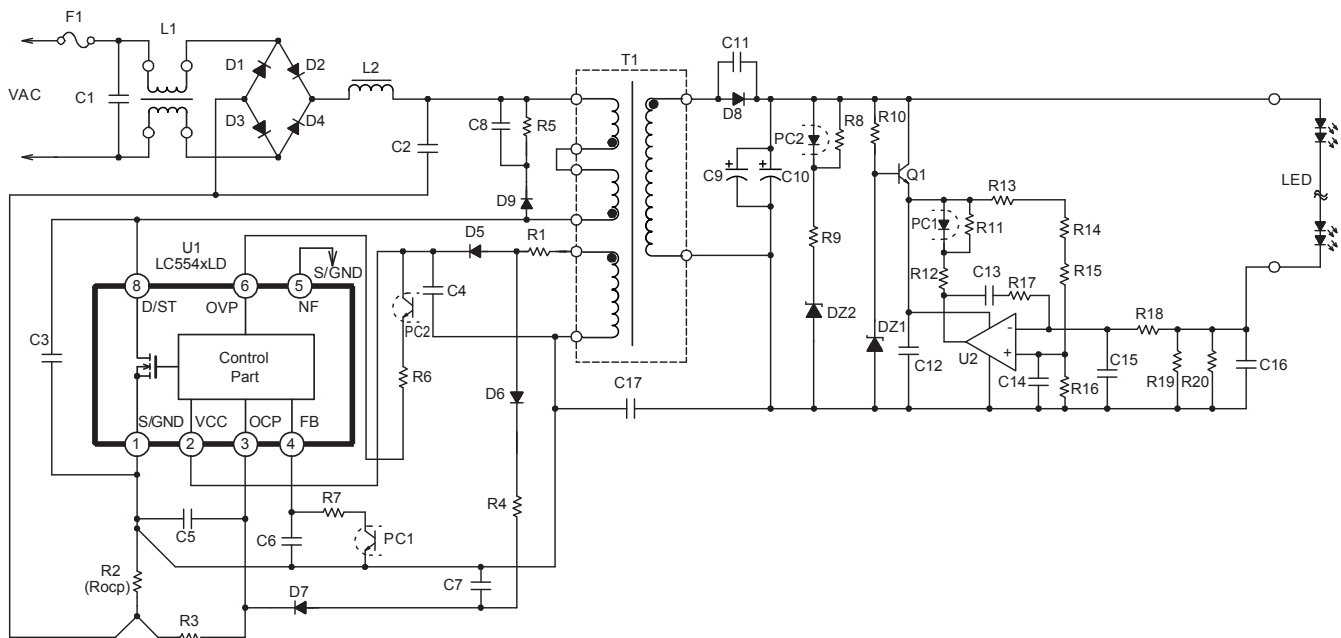 F1
L1
VAC
C1
D1
D2
D3
D4
L2
C2
C8
R5
D9
T1
C11
D8
C9
+
C10
+
PC2
R8
R9
DZ2
R10
DZ1
Q1
PC1
R11
R12
R13
R14
R15
R16
C13
R17
C12
U2
-
+
C14
C15
R18
R19
R20
C16
LED
U1
LC554xLD
S/GND
8
6
5
D/ST
OVP
NF
C3
Control
Part
S/GND
VCC
OCP
FB
1
2
3
4
D5
R1
C4
PC2
R6
D6
R4
C17
C5
R7
C6
PC1
C7
D7
R2
(Rocp)
R3